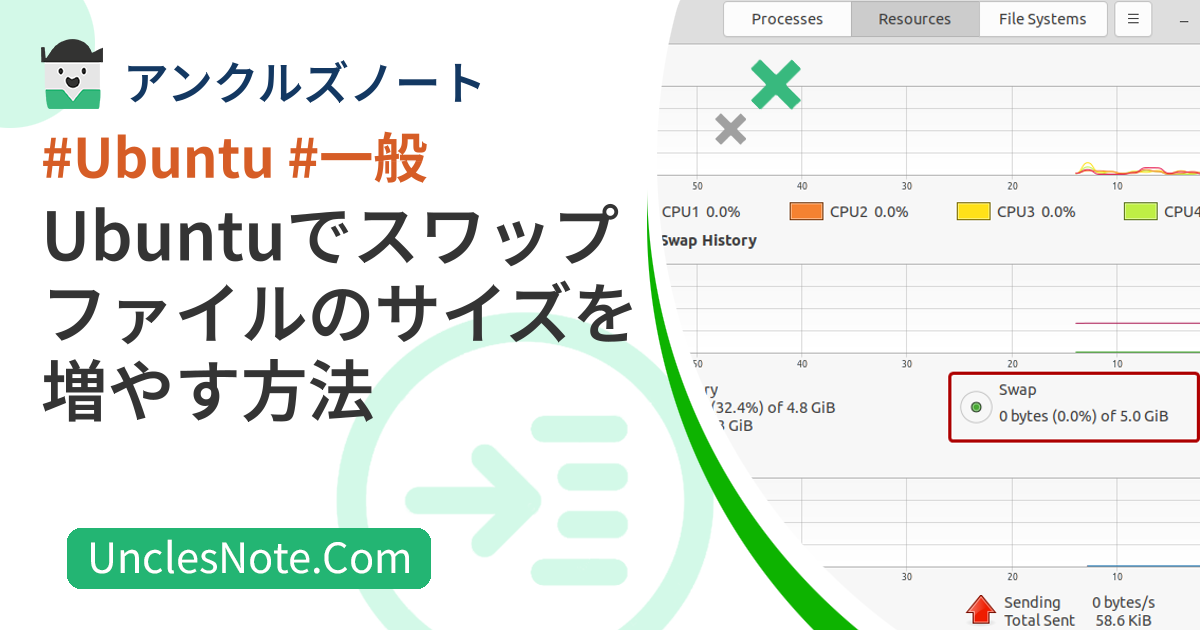 アンクルズノート
#Ubuntu #一般
Ubuntuでスワップ
ファイルのサイズを
増やす方法
UnclesNote.Com
Processes Resources File Systems
50 40 30 20 10
CPU1 0.0% CPU2 0.0% CPU3 0.0% CPU4
Swap History
50 40 30 20 10
(32.4%) of 4.8 GiB
GiB
Swap
0 bytes (0.0%) of 5.0 GiB
30 20 10
Sending 0 bytes/s
Total Sent 58.6 KiB